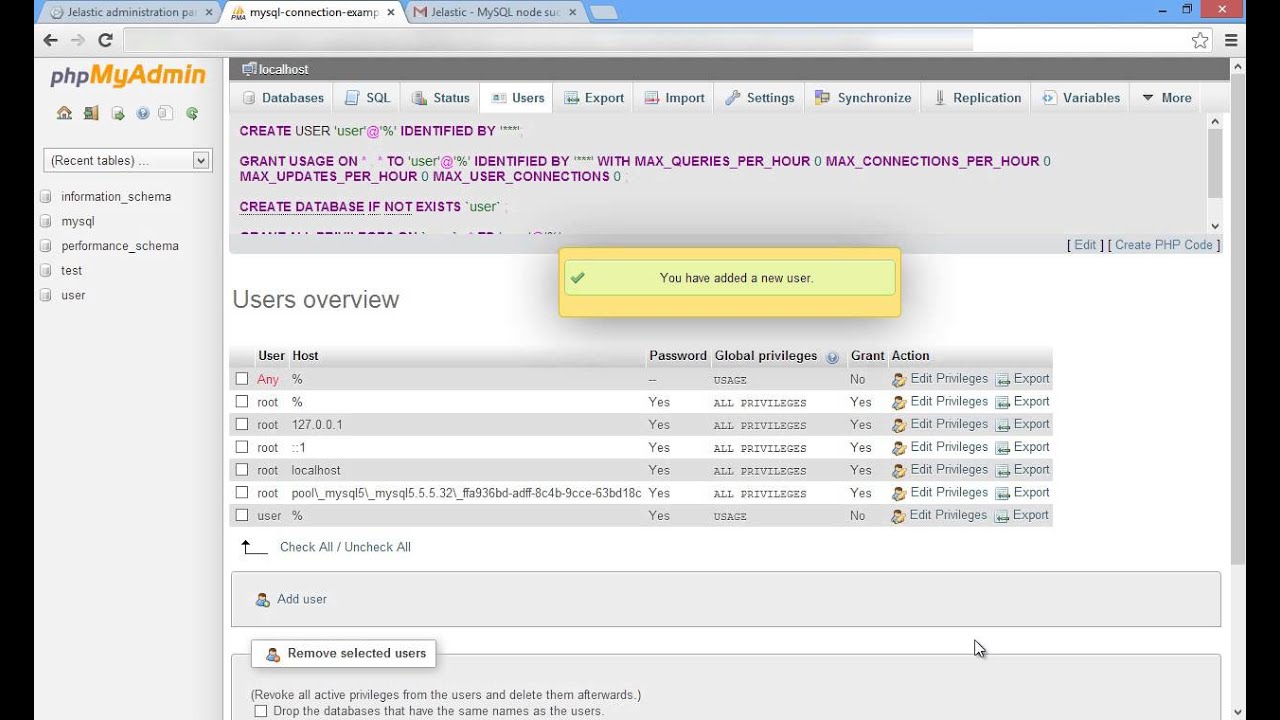 Jelastic administration pa
mysql-connection-examp
Jelastic - MySQL node suc
phpMyAdmin
(Recent tables) ...
information_schema
mysql
performance_schema
test
user
localhost
Databases SQL Status Users Export Import Settings Synchronize Replication Variables More
CREATE USER 'user'@'%' IDENTIFIED BY '***';
GRANT USAGE ON * . * TO 'user'@'%' IDENTIFIED BY '***' WITH MAX_QUERIES_PER_HOUR 0 MAX_CONNECTIONS_PER_HOUR 0
MAX_UPDATES_PER_HOUR 0 MAX_USER_CONNECTIONS 0 ;
CREATE DATABASE IF NOT EXISTS `user` ;
GRANT ALL PRIVILEGES ON
[ Edit ] [ Create PHP Code ]
You have added a new user.
Users overview
User Host Password Global privileges Grant Action
Any % -- USAGE No Edit Privileges Export
root % Yes ALL PRIVILEGES Yes Edit Privileges Export
root 127.0.0.1 Yes ALL PRIVILEGES Yes Edit Privileges Export
root ::1 Yes ALL PRIVILEGES Yes Edit Privileges Export
root localhost Yes ALL PRIVILEGES Yes Edit Privileges Export
root pool\_mysql5\_mysql5.5.5.32\_ffa936bd-adff-8c4b-9cce-63bd18c Yes ALL PRIVILEGES Yes Edit Privileges Export
user % Yes USAGE No Edit Privileges Export
Check All / Uncheck All
Add user
Remove selected users
(Revoke all active privileges from the users and delete them afterwards.)
Drop the databases that have the same names as the users.